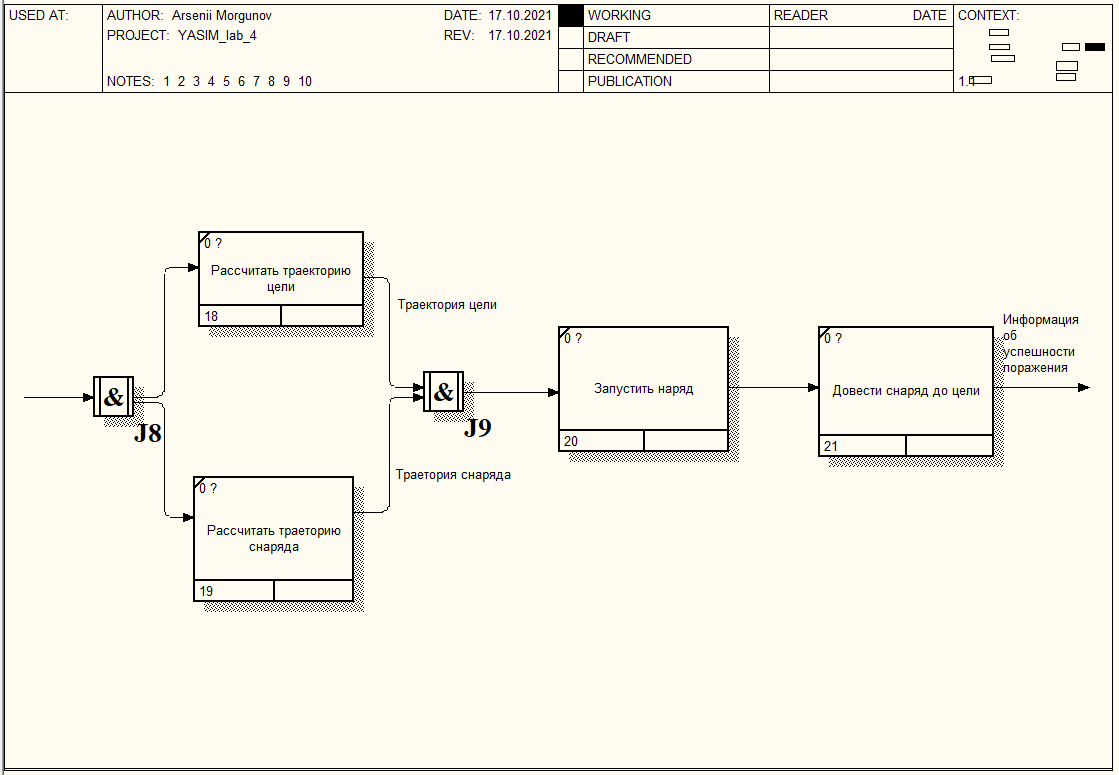 USED AT:
AUTHOR: Arsenii Morgunov
DATE: 17.10.2021
PROJECT: YASIM_lab_4
REV: 17.10.2021
NOTES: 1 2 3 4 5 6 7 8 9 10
WORKING
DRAFT
RECOMMENDED
PUBLICATION
READER
DATE
CONTEXT:
1.1
0 ?
Рассчитать траекторию
цели
18
Траектория цели
&
J8
&
J9
0 ?
Рассчитать траеторию
снаряда
19
Траетория снаряда
0 ?
Запустить наряд
20
0 ?
Довести снаряд до цели
21
Информация
об
успешности
поражения